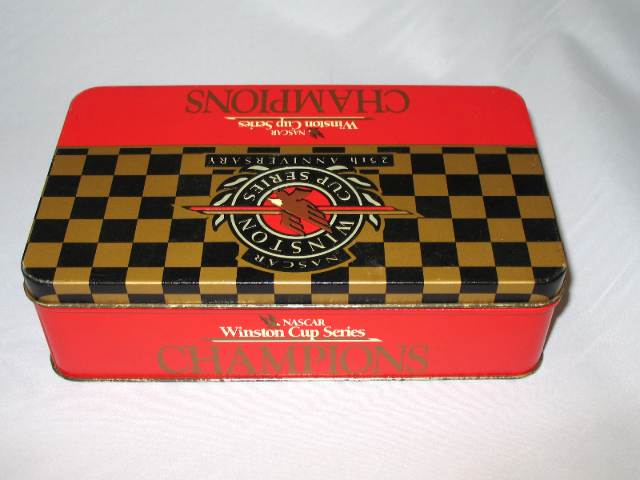 CHAMPIONS
NASCAR
Winston Cup Series
25th ANNIVERSARY
CUP SERIES
WINSTON
NASCAR
NASCAR
Winston Cup Series
CHAMPIONS